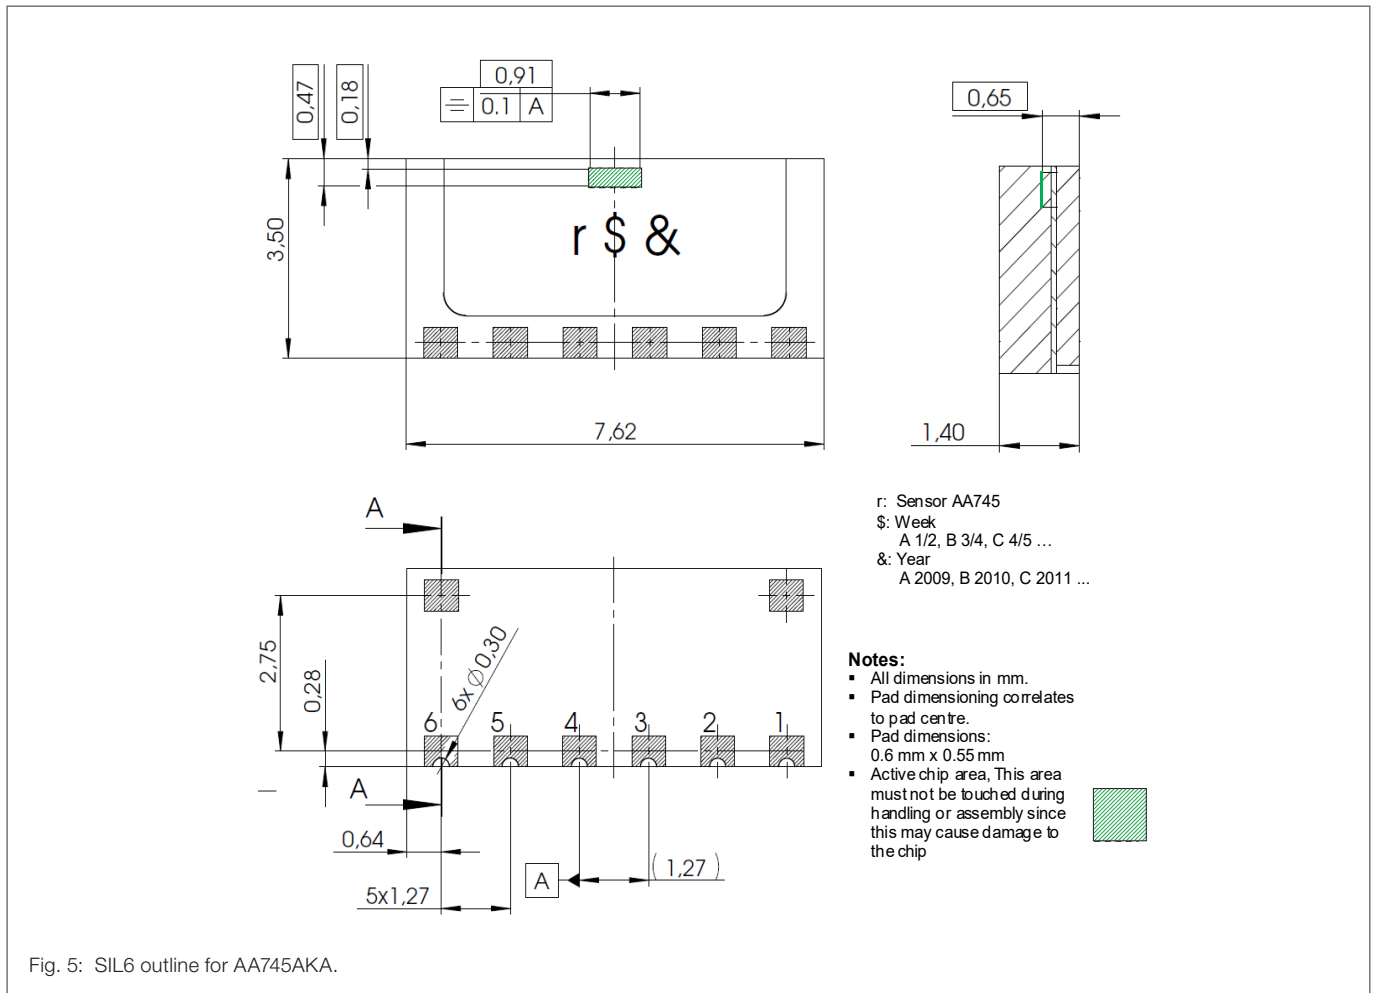 0,91
0.1 A
0,47
0,18
0,65
3,50
r $ &
7,62
1,40
A
r: Sensor AA745
$: Week
A 1/2, B 3/4, C 4/5 ...
&: Year
A 2009, B 2010, C 2011 ...
2,75
0,28
6x Ø0,30
6 5 4 3 2 1
A
0,64
5x1,27
A
(1,27)
Notes:
▪ All dimensions in mm.
▪ Pad dimensioning correlates
to pad centre.
▪ Pad dimensions:
0.6 mm x 0.55 mm
▪ Active chip area, This area
must not be touched during
handling or assembly since
this may cause damage to
the chip
Fig. 5: SIL6 outline for AA745AKA.